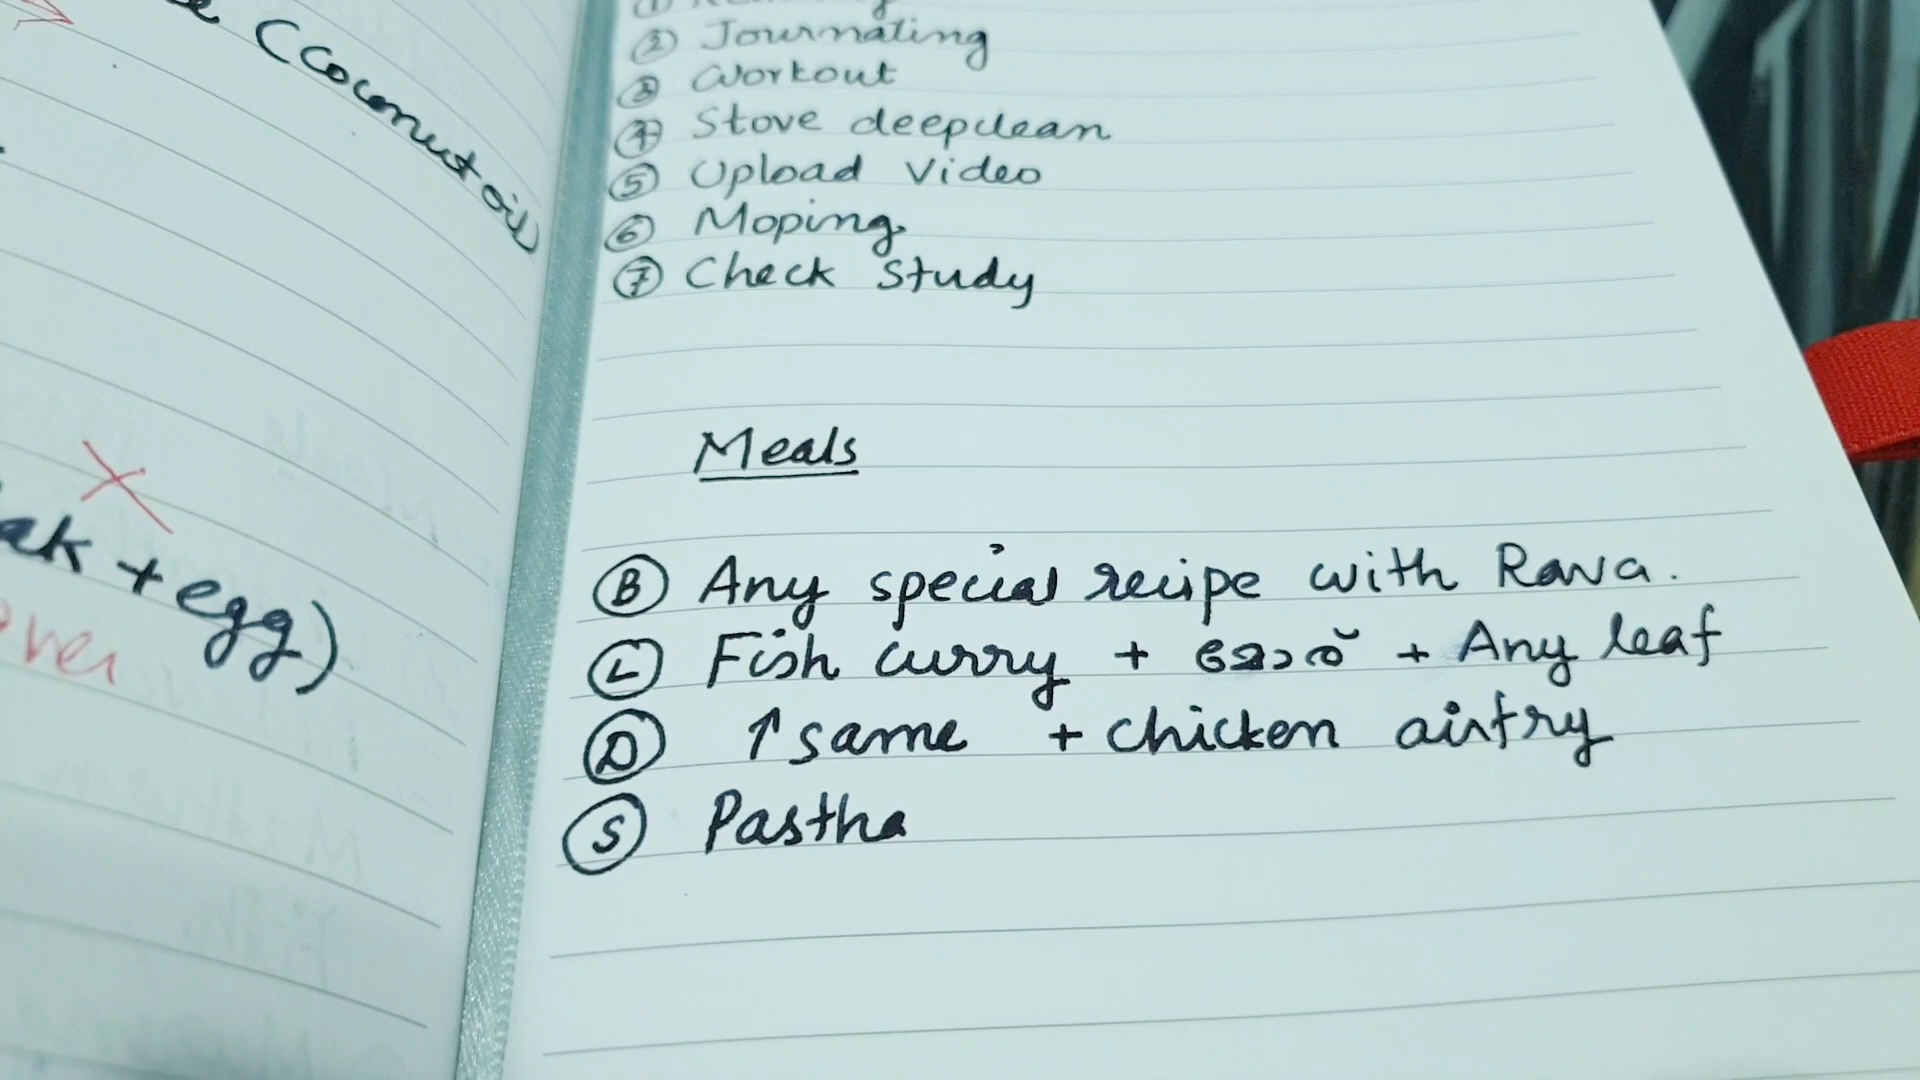 (Coconut oil)
+ egg)
② Journaling
③ Workout
④ Stove deepclean
⑤ Upload Video
⑥ Moping.
⑦ Check Study
Meals
Ⓑ Any special recipe with Rava.
Ⓛ Fish curry + മോര് + Any leaf
Ⓓ ↑ same + chicken airfry
Ⓢ Pastha